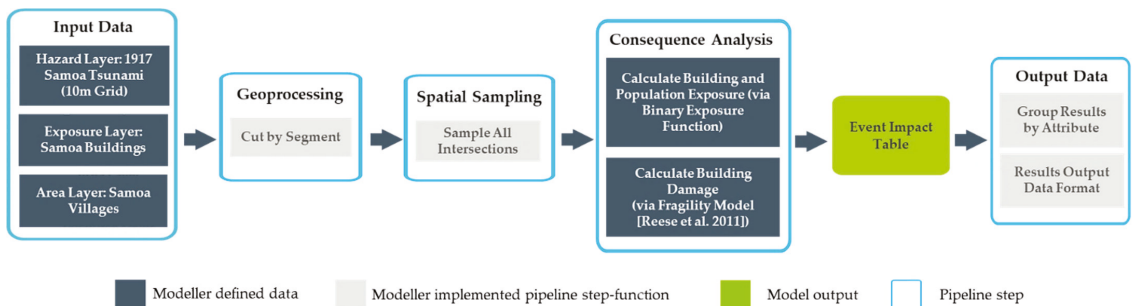 Input Data
Hazard Layer: 1917
Samoa Tsunami
(10m Grid)
Exposure Layer:
Samoa Buildings
Area Layer: Samoa
Villages
Geoprocessing
Cut by Segment
Spatial Sampling
Sample All
Intersections
Consequence Analysis
Calculate Building and
Population Exposure (via
Binary Exposure
Function)
Calculate Building
Damage
(via Fragility Model
[Reese et al. 2011])
Event Impact
Table
Output Data
Group Results
by Attribute
Results Output
Data Format
Modeller defined data
Modeller implemented pipeline step-function
Model output
Pipeline step